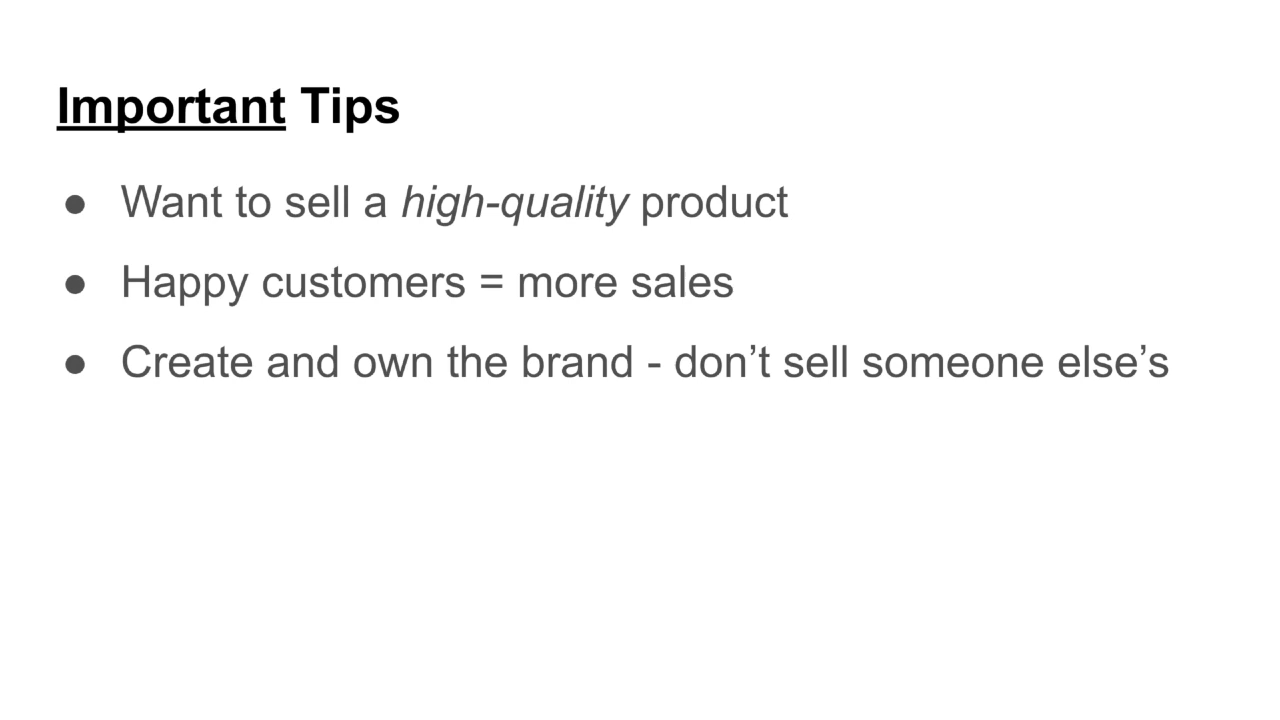 Important Tips
● Want to sell a high-quality product
● Happy customers = more sales
● Create and own the brand - don’t sell someone else’s